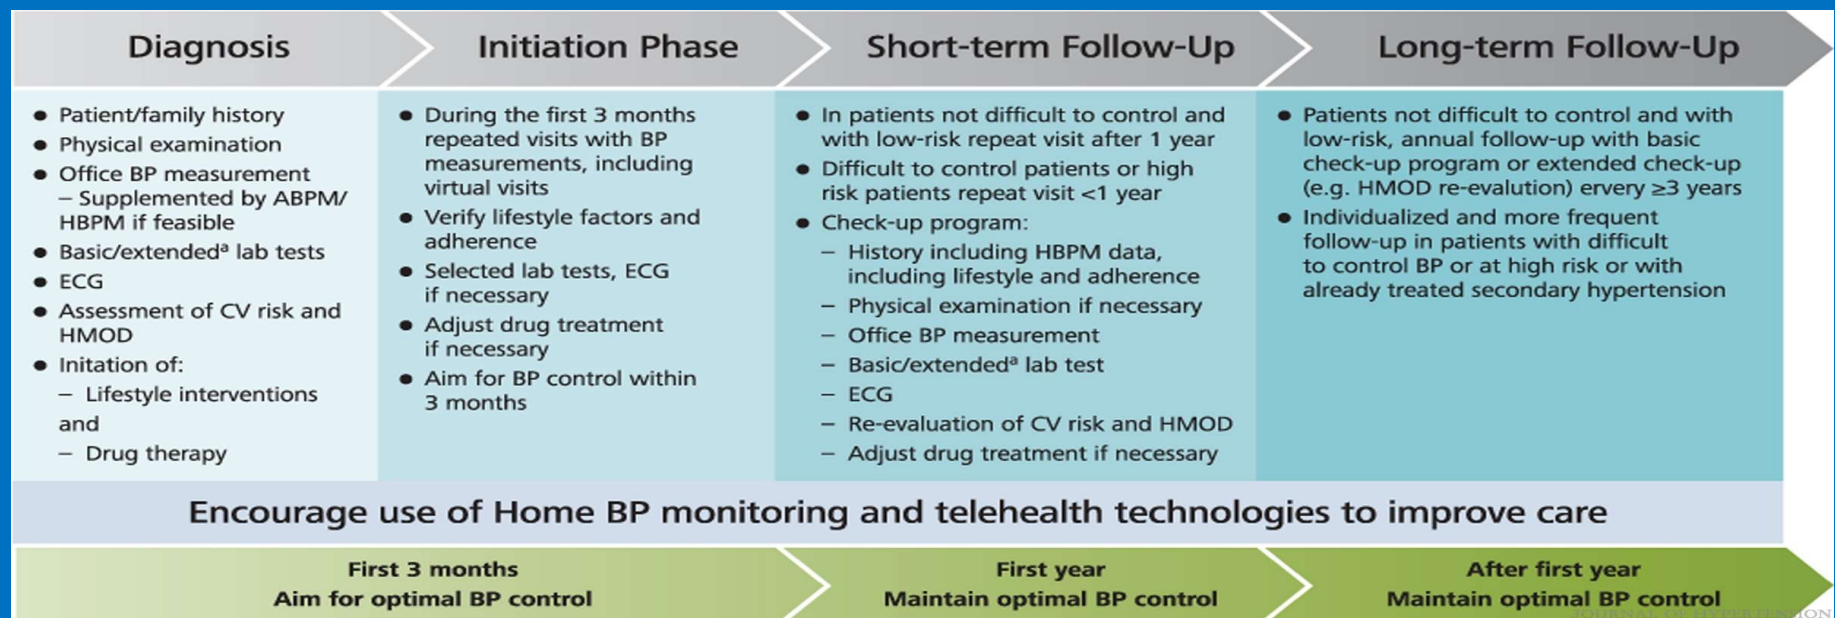 Diagnosis
Initiation Phase
Short-term Follow-Up
Long-term Follow-Up
● Patient/family history
● Physical examination
● Office BP measurement
– Supplemented by ABPM/
HBPM if feasible
● Basic/extendedᵃ lab tests
● ECG
● Assessment of CV risk and
HMOD
● Initation of:
– Lifestyle interventions
and
– Drug therapy
● During the first 3 months
repeated visits with BP
measurements, including
virtual visits
● Verify lifestyle factors and
adherence
● Selected lab tests, ECG
if necessary
● Adjust drug treatment
if necessary
● Aim for BP control within
3 months
● In patients not difficult to control and
with low-risk repeat visit after 1 year
● Difficult to control patients or high
risk patients repeat visit <1 year
● Check-up program:
– History including HBPM data,
including lifestyle and adherence
– Physical examination if necessary
– Office BP measurement
– Basic/extendedᵃ lab test
– ECG
– Re-evaluation of CV risk and HMOD
– Adjust drug treatment if necessary
● Patients not difficult to control and with
low-risk, annual follow-up with basic
check-up program or extended check-up
(e.g. HMOD re-evalution) ervery ≥3 years
● Individualized and more frequent
follow-up in patients with difficult
to control BP or at high risk or with
already treated secondary hypertension
Encourage use of Home BP monitoring and telehealth technologies to improve care
First 3 months
Aim for optimal BP control
First year
Maintain optimal BP control
After first year
Maintain optimal BP control
JOURNAL OF HYPERTENSION